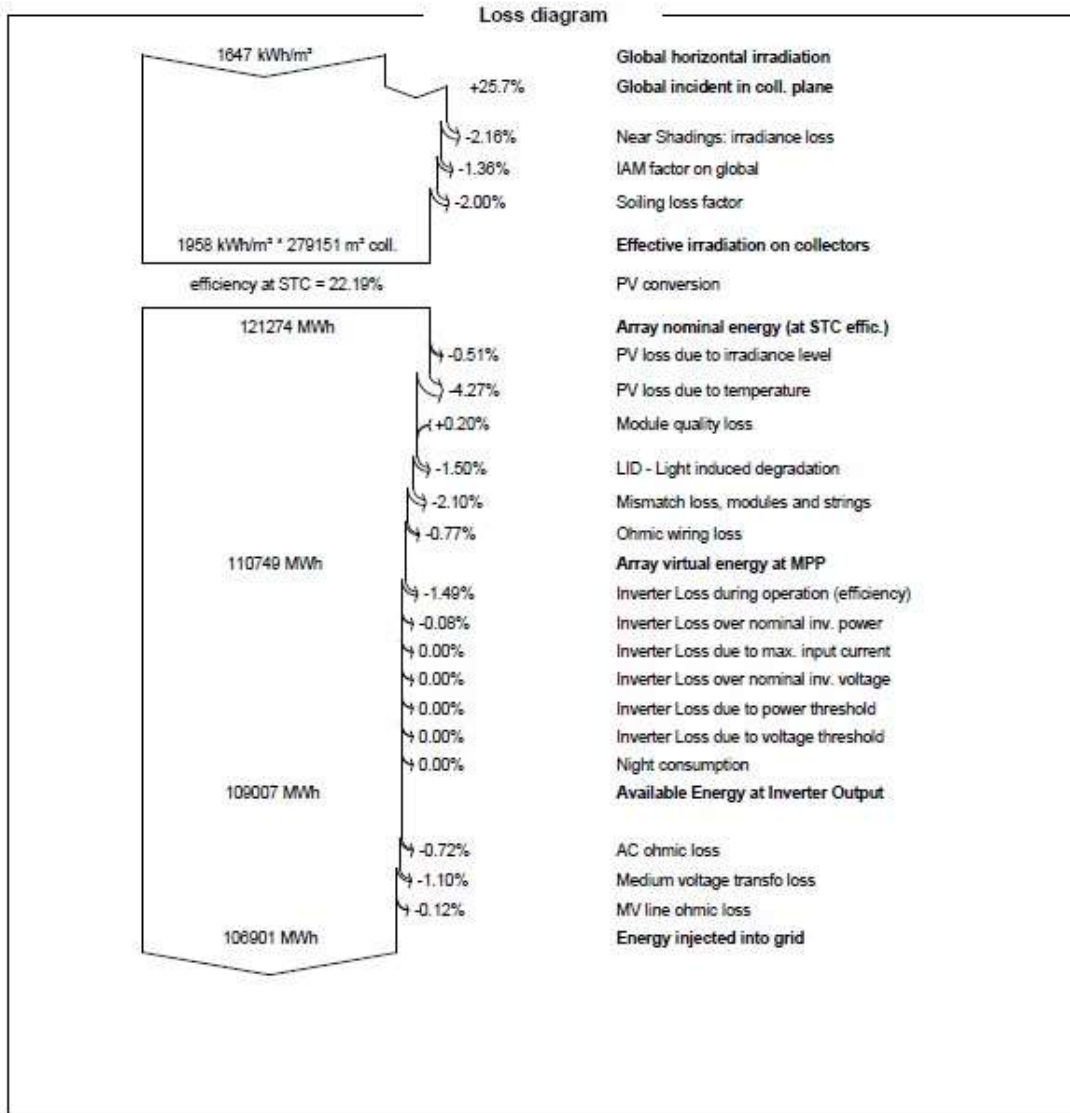 Loss diagram
1647 kWh/m² Global horizontal irradiation
+25.7% Global incident in coll. plane
-2.16% Near Shadings: irradiance loss
-1.36% IAM factor on global
-2.00% Soiling loss factor
1958 kWh/m² * 279151 m² coll. Effective irradiation on collectors
efficiency at STC = 22.19% PV conversion
121274 MWh Array nominal energy (at STC effic.)
-0.51% PV loss due to irradiance level
-4.27% PV loss due to temperature
+0.20% Module quality loss
-1.50% LID - Light induced degradation
-2.10% Mismatch loss, modules and strings
-0.77% Ohmic wiring loss
110749 MWh Array virtual energy at MPP
-1.49% Inverter Loss during operation (efficiency)
-0.08% Inverter Loss over nominal inv. power
0.00% Inverter Loss due to max. input current
0.00% Inverter Loss over nominal inv. voltage
0.00% Inverter Loss due to power threshold
0.00% Inverter Loss due to voltage threshold
0.00% Night consumption
109007 MWh Available Energy at Inverter Output
-0.72% AC ohmic loss
-1.10% Medium voltage transfo loss
-0.12% MV line ohmic loss
106901 MWh Energy injected into grid